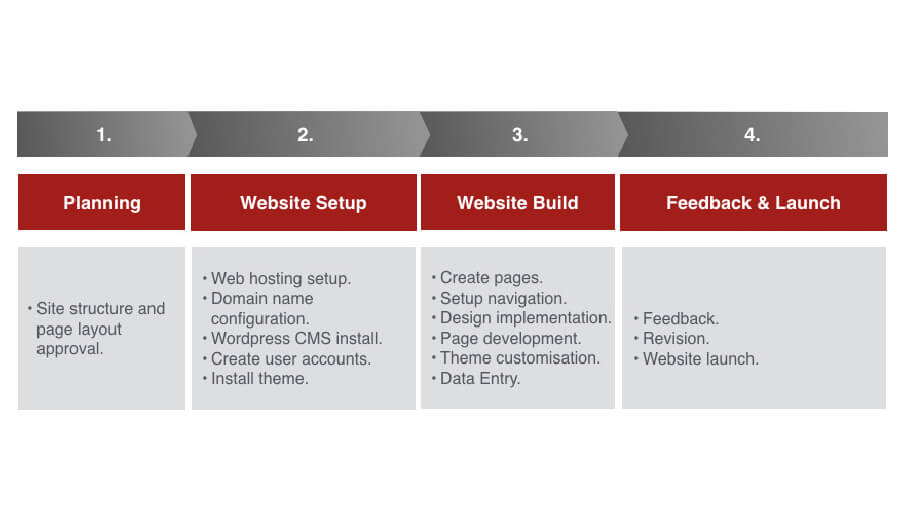 1.
2.
3.
4.
Planning
Website Setup
Website Build
Feedback & Launch
• Site structure and
page layout
approval.
• Web hosting setup.
• Domain name
configuration.
• Wordpress CMS install.
• Create user accounts.
• Install theme.
• Create pages.
• Setup navigation.
• Design implementation.
• Page development.
• Theme customisation.
• Data Entry.
• Feedback.
• Revision.
• Website launch.